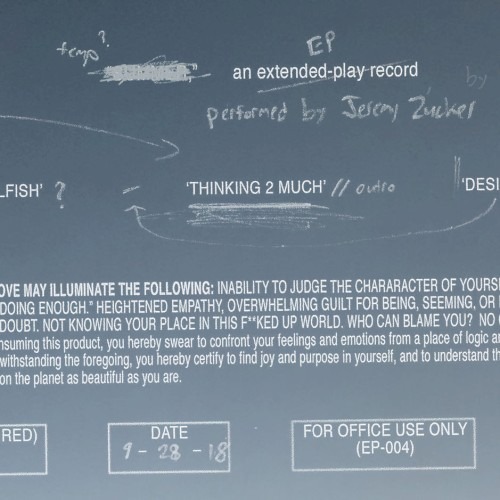 temp?
EP
an extended-play record
by
performed by Jeremy Zucker
LFISH' ? – 'THINKING 2 MUCH' // outro 'DESI
OVE MAY ILLUMINATE THE FOLLOWING: INABILITY TO JUDGE THE CHARARACTER OF YOURSE
DOING ENOUGH." HEIGHTENED EMPATHY, OVERWHELMING GUILT FOR BEING, SEEMING, OR
DOUBT. NOT KNOWING YOUR PLACE IN THIS F**KED UP WORLD. WHO CAN BLAME YOU? NO
nsuming this product, you hereby swear to confront your feelings and emotions from a place of logic a
withstanding the foregoing, you hereby certify to find joy and purpose in yourself, and to understand th
on the planet as beautiful as you are.
RED)
DATE
9 - 28 - 18
FOR OFFICE USE ONLY
(EP-004)